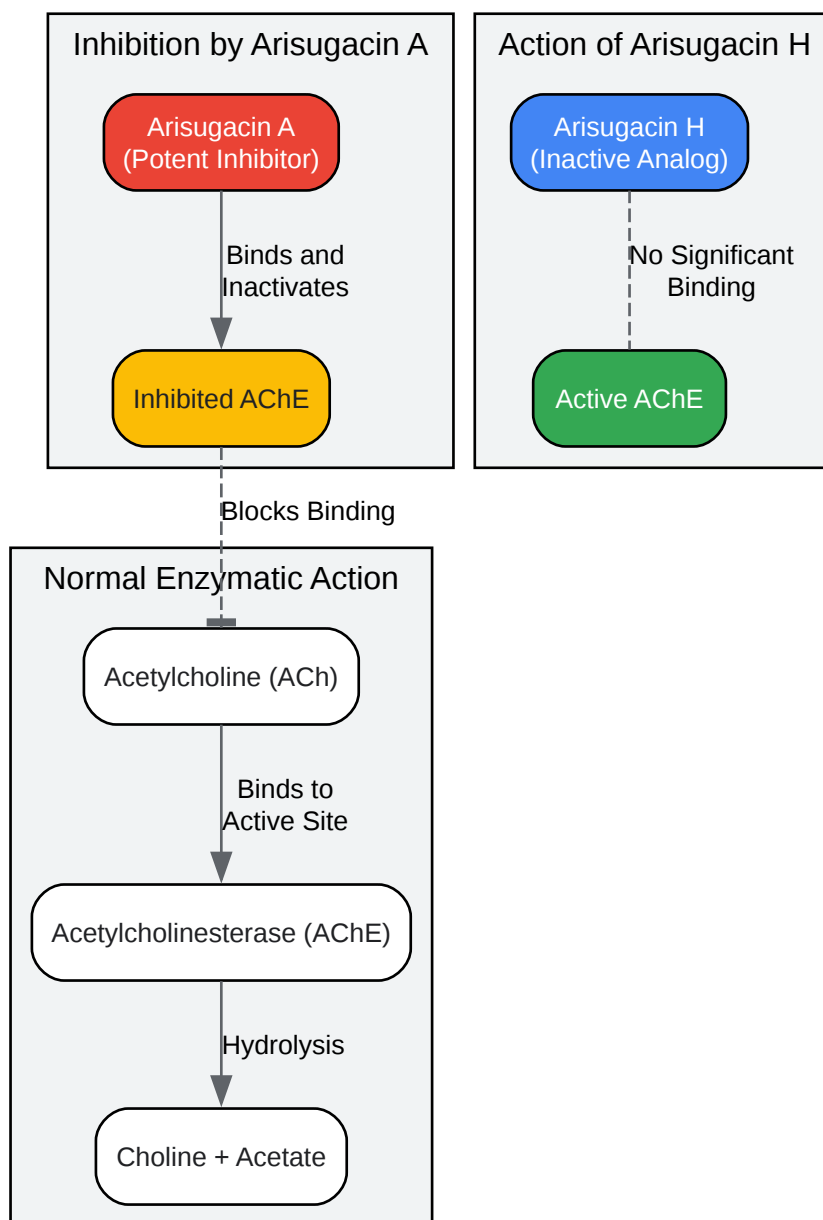 Inhibition by Arisugacin A
Arisugacin A
(Potent Inhibitor)
Binds and
Inactivates
Inhibited AChE
Action of Arisugacin H
Arisugacin H
(Inactive Analog)
No Significant
Binding
Active AChE
Blocks Binding
Normal Enzymatic Action
Acetylcholine (ACh)
Binds to
Active Site
Acetylcholinesterase (AChE)
Hydrolysis
Choline + Acetate